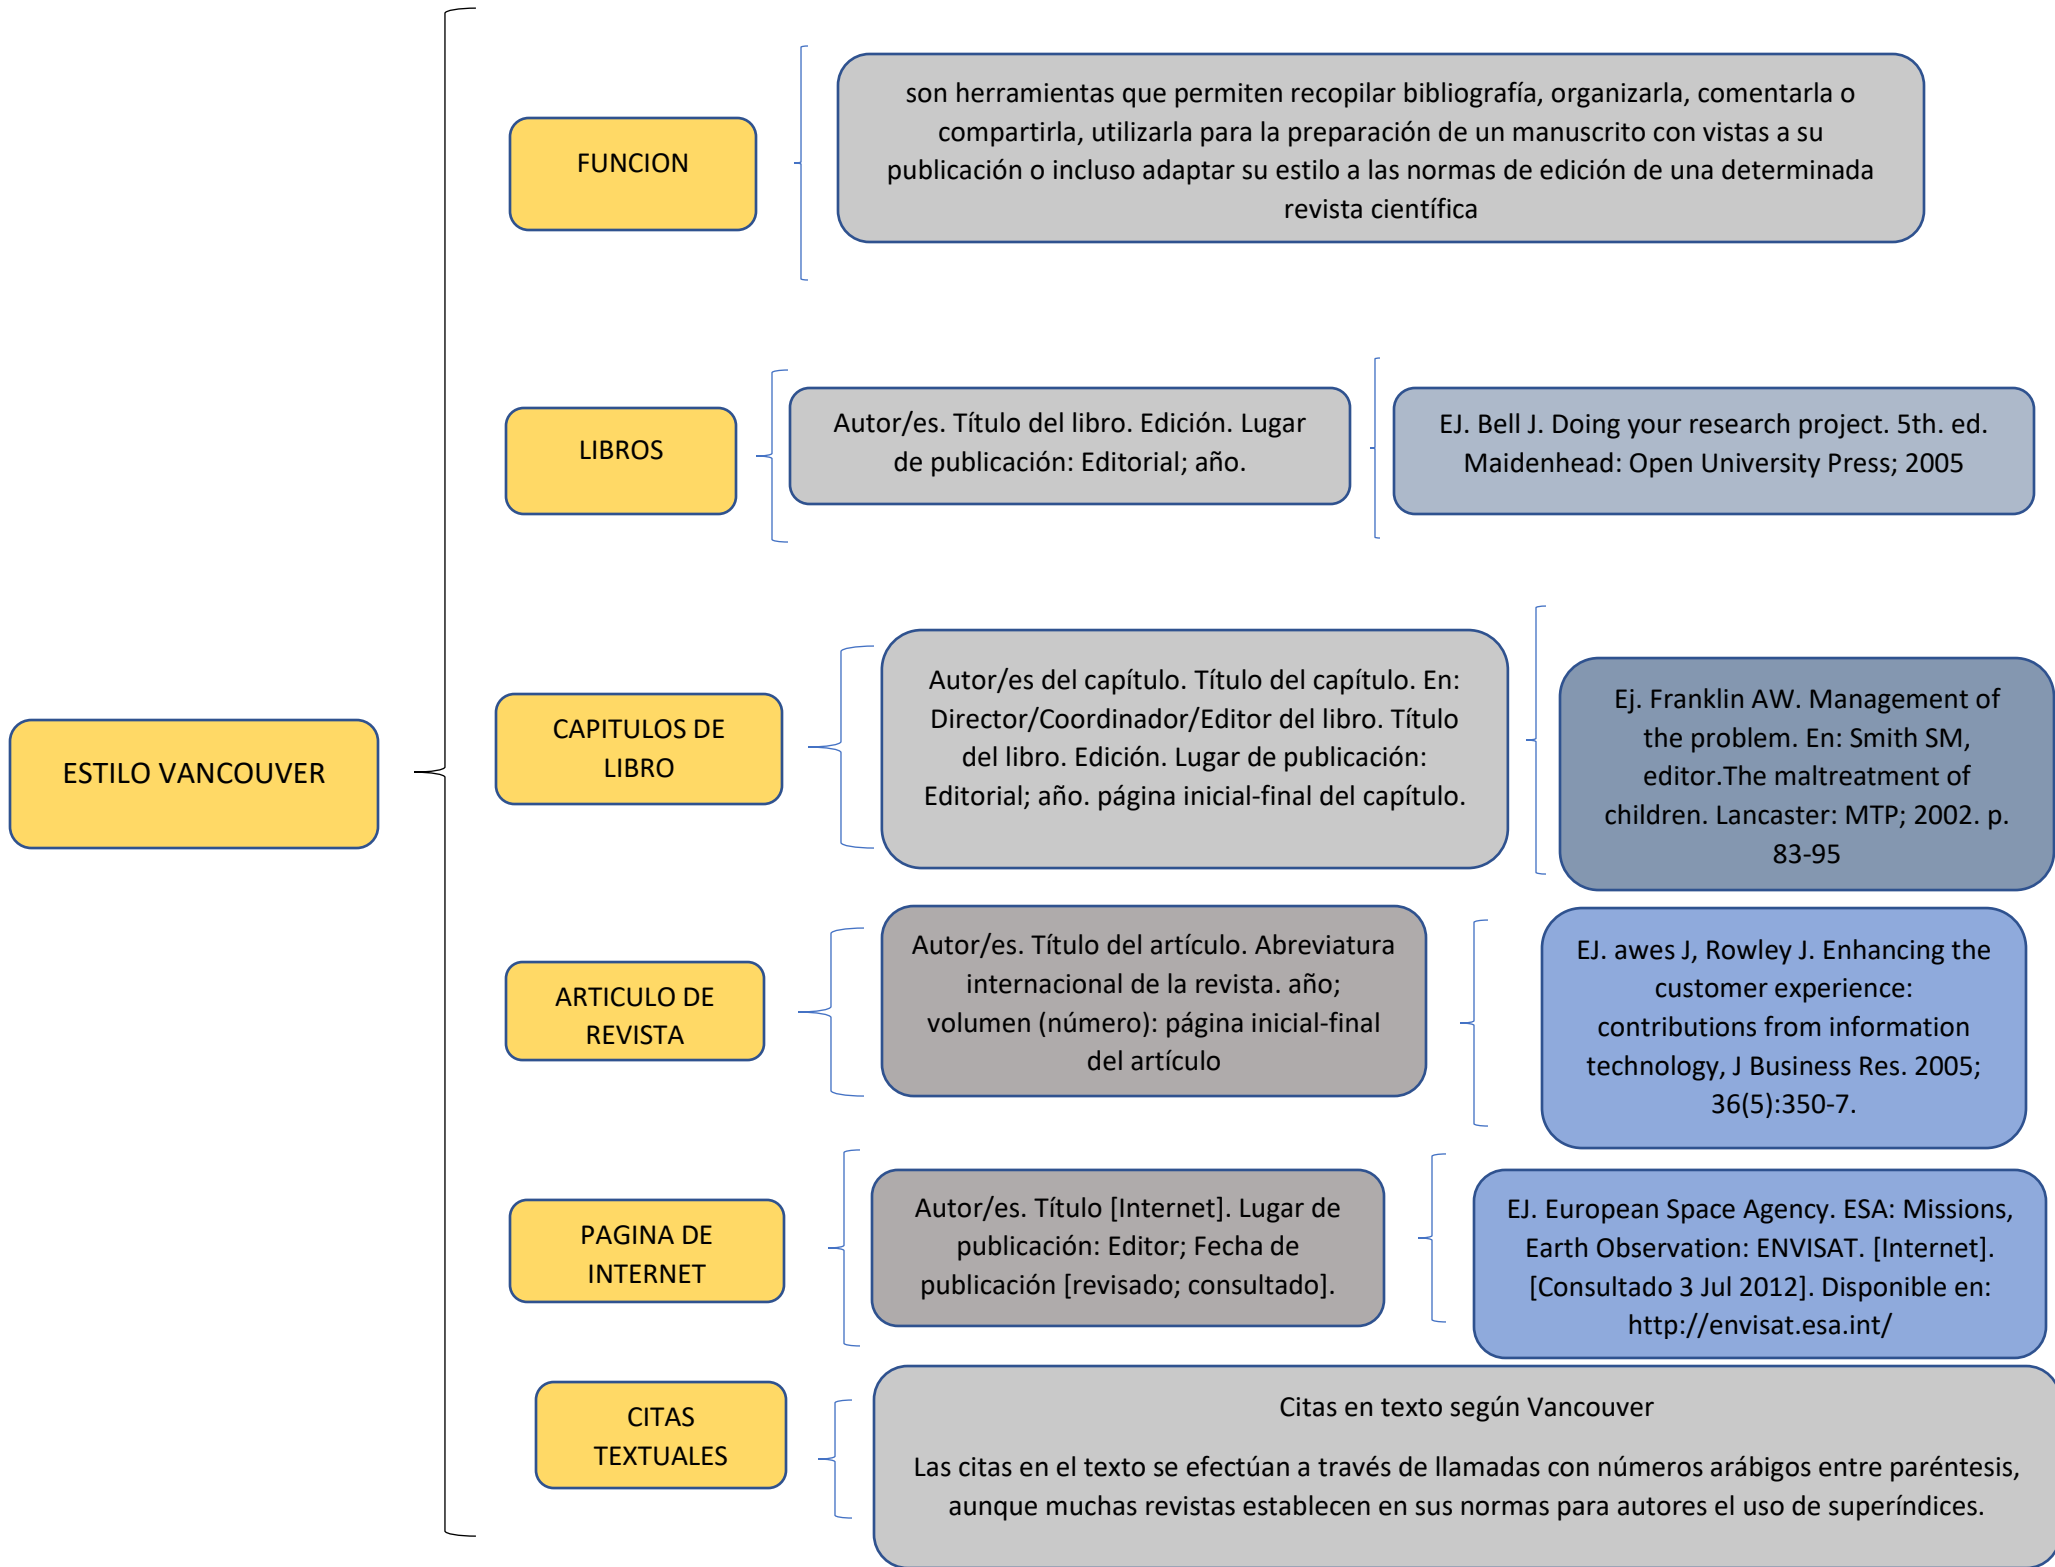 ESTILO VANCOUVER
FUNCION
son herramientas que permiten recopilar bibliografía, organizarla, comentarla o
compartirla, utilizarla para la preparación de un manuscrito con vistas a su
publicación o incluso adaptar su estilo a las normas de edición de una determinada
revista científica
LIBROS
Autor/es. Título del libro. Edición. Lugar
de publicación: Editorial; año.
EJ. Bell J. Doing your research project. 5th. ed.
Maidenhead: Open University Press; 2005
CAPITULOS DE
LIBRO
Autor/es del capítulo. Título del capítulo. En:
Director/Coordinador/Editor del libro. Título
del libro. Edición. Lugar de publicación:
Editorial; año. página inicial-final del capítulo.
Ej. Franklin AW. Management of
the problem. En: Smith SM,
editor.The maltreatment of
children. Lancaster: MTP; 2002. p.
83-95
ARTICULO DE
REVISTA
Autor/es. Título del artículo. Abreviatura
internacional de la revista. año;
volumen (número): página inicial-final
del artículo
EJ. awes J, Rowley J. Enhancing the
customer experience:
contributions from information
technology, J Business Res. 2005;
36(5):350-7.
PAGINA DE
INTERNET
Autor/es. Título [Internet]. Lugar de
publicación: Editor; Fecha de
publicación [revisado; consultado].
EJ. European Space Agency. ESA: Missions,
Earth Observation: ENVISAT. [Internet].
[Consultado 3 Jul 2012]. Disponible en:
http://envisat.esa.int/
CITAS
TEXTUALES
Citas en texto según Vancouver
Las citas en el texto se efectúan a través de llamadas con números arábigos entre paréntesis,
aunque muchas revistas establecen en sus normas para autores el uso de superíndices.